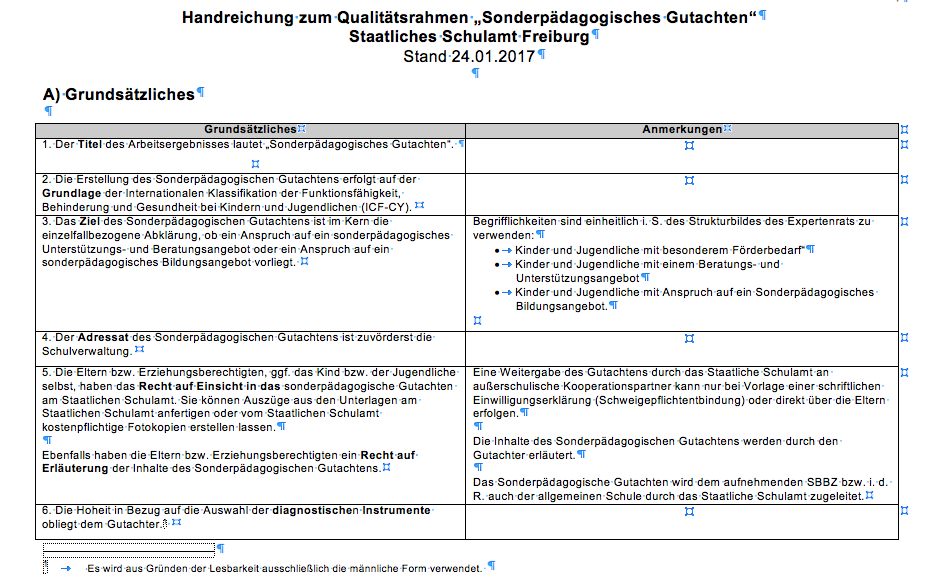 Handreichung zum Qualitätsrahmen „Sonderpädagogisches Gutachten“
Staatliches Schulamt Freiburg
Stand 24.01.2017
A) Grundsätzliches
Grundsätzliches
Anmerkungen
1. Der Titel des Arbeitsergebnisses lautet „Sonderpädagogisches Gutachten“.
2. Die Erstellung des Sonderpädagogischen Gutachtens erfolgt auf der
Grundlage der Internationalen Klassifikation der Funktionsfähigkeit,
Behinderung und Gesundheit bei Kindern und Jugendlichen (ICF-CY).
3. Das Ziel des Sonderpädagogischen Gutachtens ist im Kern die
einzelfallbezogene Abklärung, ob ein Anspruch auf ein sonderpädagogisches
Unterstützungs- und Beratungsangebot oder ein Anspruch auf ein
sonderpädagogisches Bildungsangebot vorliegt.
Begrifflichkeiten sind einheitlich i. S. des Strukturbildes des Expertenrats zu
verwenden:
• Kinder und Jugendliche mit besonderem Förderbedarf“
• Kinder und Jugendliche mit einem Beratungs- und
Unterstützungsangebot
• Kinder und Jugendliche mit Anspruch auf ein Sonderpädagogisches
Bildungsangebot.
4. Der Adressat des Sonderpädagogischen Gutachtens ist zuvörderst die
Schulverwaltung.
5. Die Eltern bzw. Erziehungsberechtigten, ggf. das Kind bzw. der Jugendliche
selbst, haben das Recht auf Einsicht in das sonderpädagogische Gutachten
am Staatlichen Schulamt. Sie können Auszüge aus den Unterlagen am
Staatlichen Schulamt anfertigen oder vom Staatlichen Schulamt
kostenpflichtige Fotokopien erstellen lassen.
Ebenfalls haben die Eltern bzw. Erziehungsberechtigten ein Recht auf
Erläuterung der Inhalte des Sonderpädagogischen Gutachtens.
Eine Weitergabe des Gutachtens durch das Staatliche Schulamt an
außerschulische Kooperationspartner kann nur bei Vorlage einer schriftlichen
Einwilligungserklärung (Schweigepflichtentbindung) oder direkt über die Eltern
erfolgen.
Die Inhalte des Sonderpädagogischen Gutachtens werden durch den
Gutachter erläutert.
Das Sonderpädagogische Gutachten wird dem aufnehmenden SBBZ bzw. i. d.
R. auch der allgemeinen Schule durch das Staatliche Schulamt zugeleitet.
6. Die Hoheit in Bezug auf die Auswahl der diagnostischen Instrumente
obliegt dem Gutachter.
Es wird aus Gründen der Lesbarkeit ausschließlich die männliche Form verwendet.